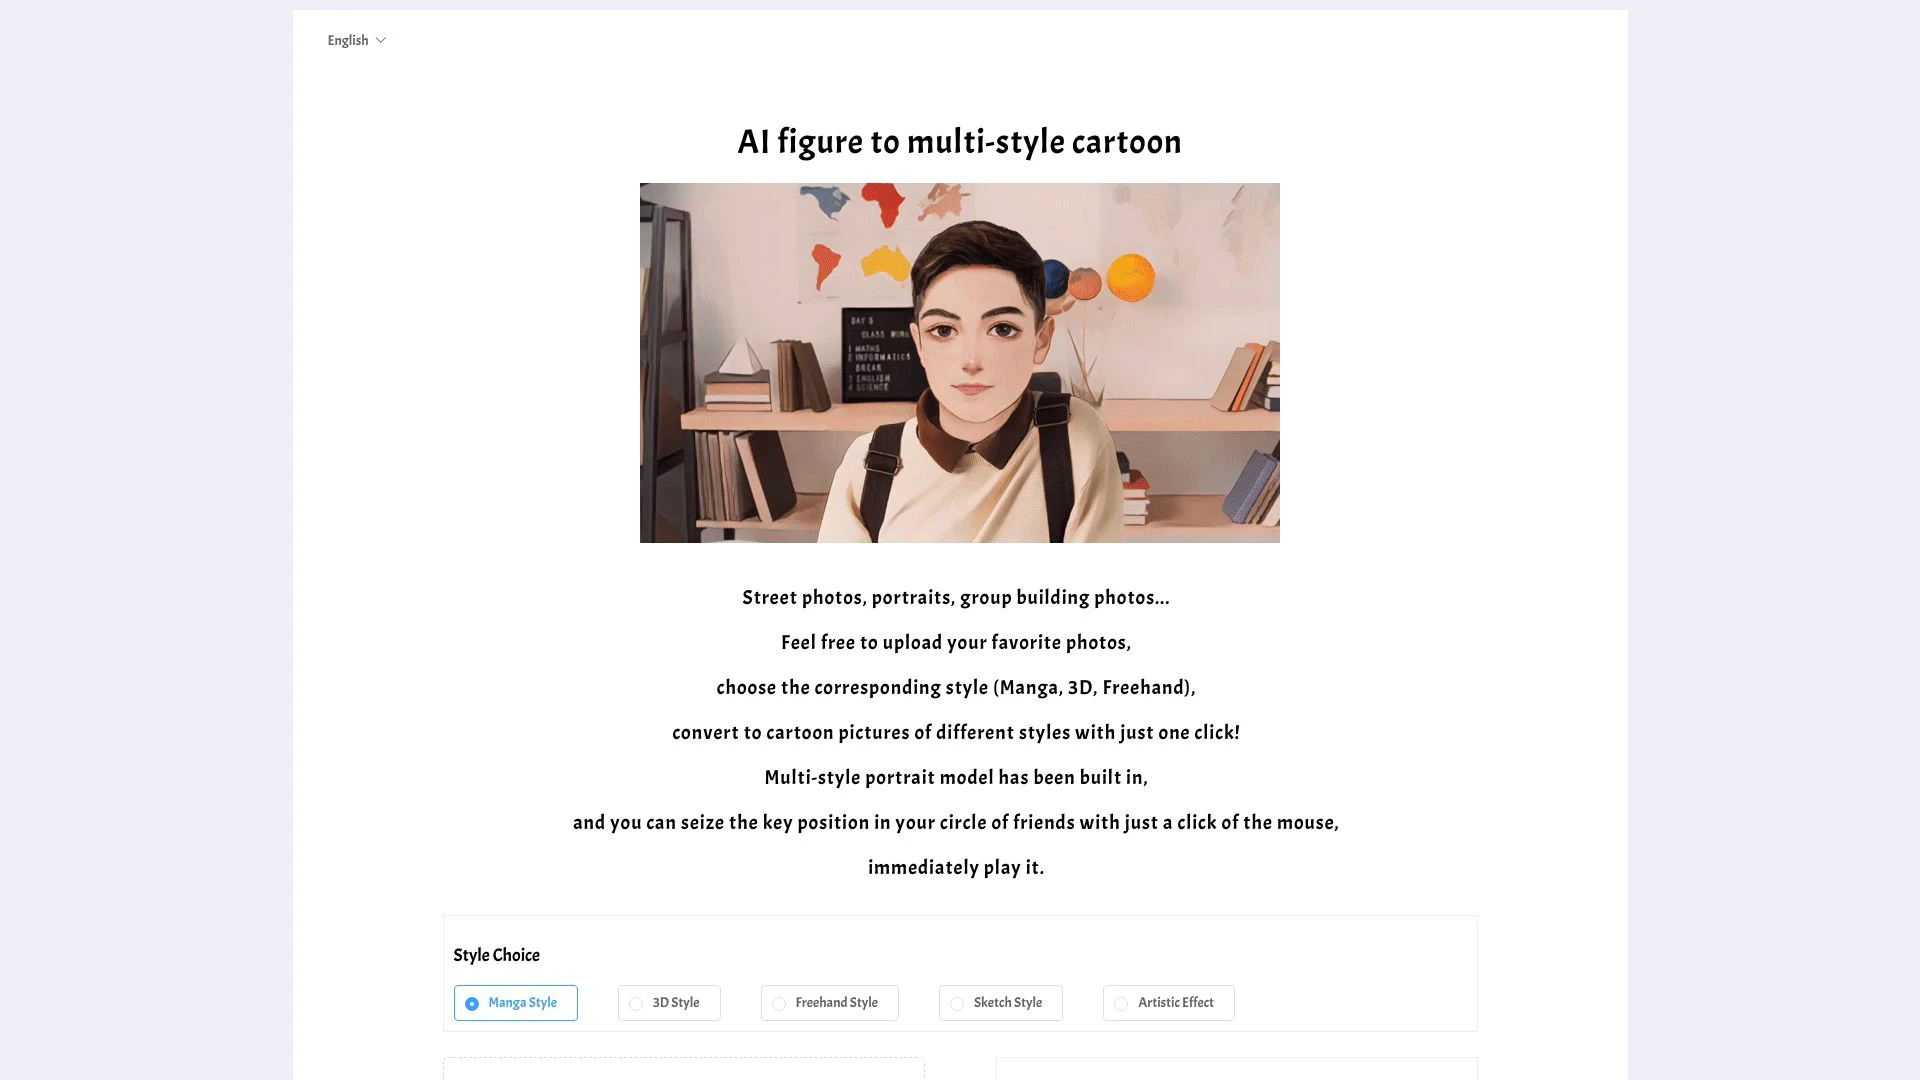 English
AI figure to multi-style cartoon
DAY 5
CLASS WORK
1 MATHS
2 INFORMATICS
BREAK
3 ENGLISH
4 SCIENCE
Street photos, portraits, group building photos...
Feel free to upload your favorite photos,
choose the corresponding style (Manga, 3D, Freehand),
convert to cartoon pictures of different styles with just one click!
Multi-style portrait model has been built in,
and you can seize the key position in your circle of friends with just a click of the mouse,
immediately play it.
Style Choice
Manga Style
3D Style
Freehand Style
Sketch Style
Artistic Effect